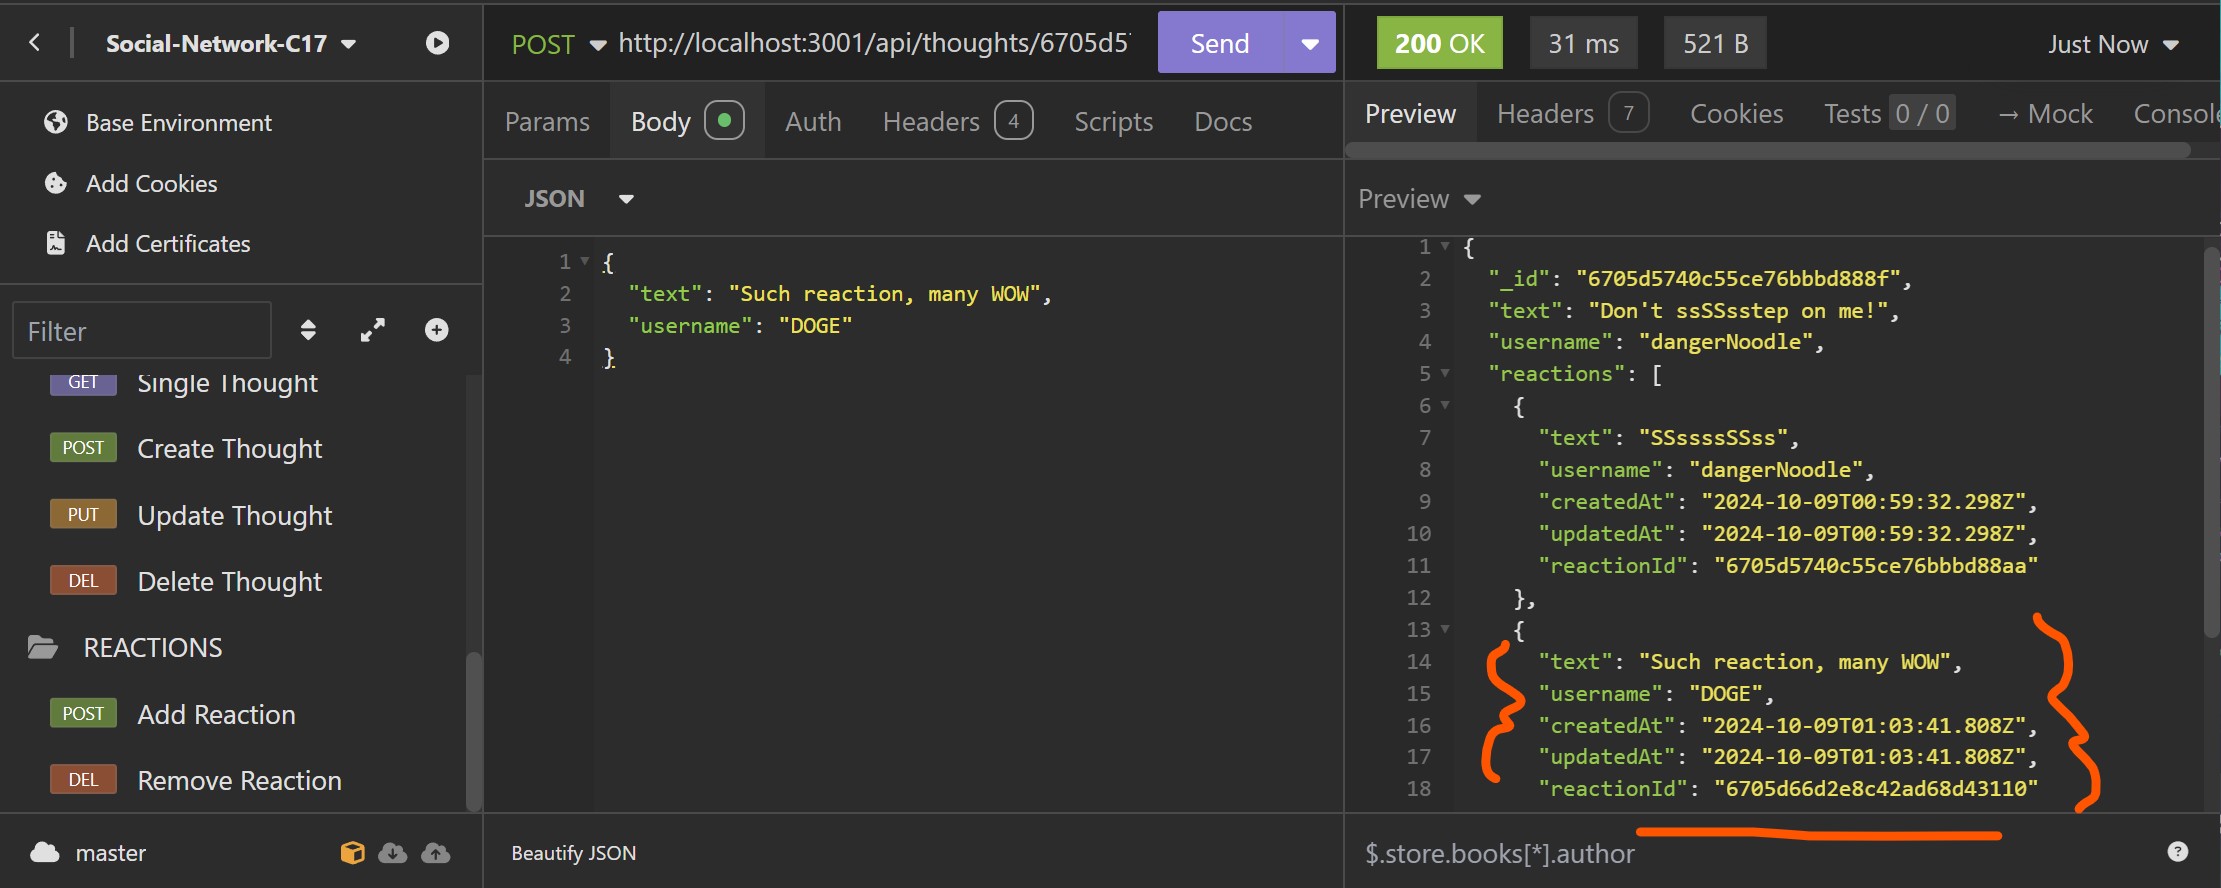 Social-Network-C17
Base Environment
Add Cookies
Add Certificates
Filter
GET Single Thought
POST Create Thought
PUT Update Thought
DEL Delete Thought
REACTIONS
POST Add Reaction
DEL Remove Reaction
master
POST http://localhost:3001/api/thoughts/6705d5 Send
Params Body Auth Headers 4 Scripts Docs
JSON
1 {
2 "text": "Such reaction, many WOW",
3 "username": "DOGE"
4 }
Beautify JSON
200 OK 31 ms 521 B Just Now
Preview Headers 7 Cookies Tests 0 / 0 → Mock Console
Preview
1 {
2 "_id": "6705d5740c55ce76bbbd888f",
3 "text": "Don't ssSSsstep on me!",
4 "username": "dangerNoodle",
5 "reactions": [
6 {
7 "text": "SSssssSSss",
8 "username": "dangerNoodle",
9 "createdAt": "2024-10-09T00:59:32.298Z",
10 "updatedAt": "2024-10-09T00:59:32.298Z",
11 "reactionId": "6705d5740c55ce76bbbd88aa"
12 },
13 {
14 "text": "Such reaction, many WOW",
15 "username": "DOGE",
16 "createdAt": "2024-10-09T01:03:41.808Z",
17 "updatedAt": "2024-10-09T01:03:41.808Z",
18 "reactionId": "6705d66d2e8c42ad68d43110"
$.store.books[*].author